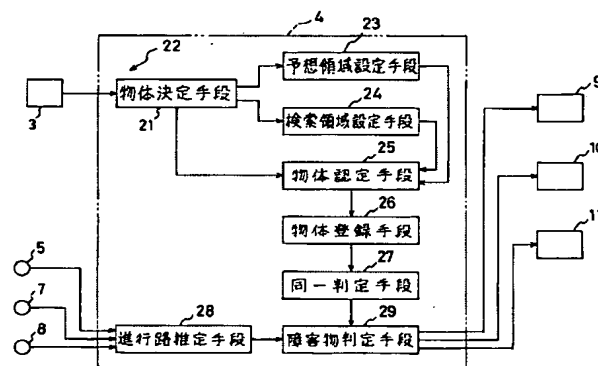 4
22
23
予想領域設定手段
3
物体決定手段
21
24
検索領域設定手段
9
25
物体認定手段
10
26
物体登録手段
11
27
同一判定手段
5
7
8
28
進行路推定手段
29
障害物判定手段